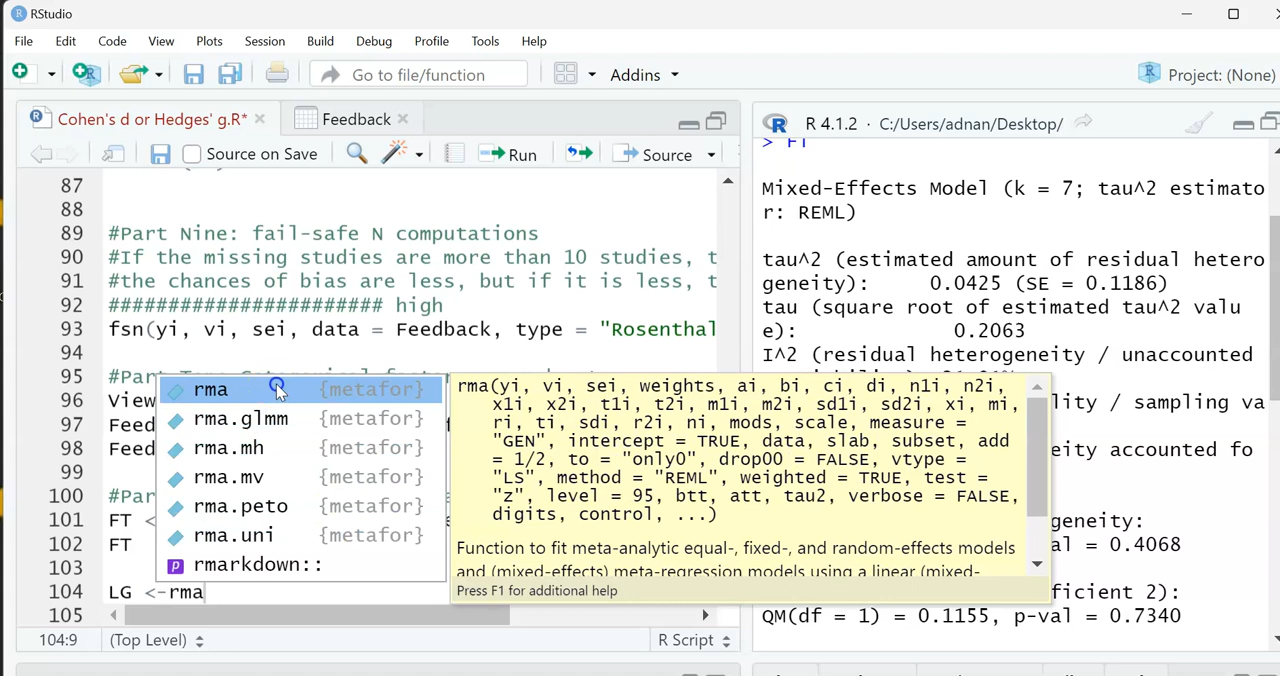 RStudio
File Edit Code View Plots Session Build Debug Profile Tools Help
Go to file/function Addins Project: (None)
Cohen's d or Hedges' g.R* Feedback
Source on Save Run Source
87
88
89 #Part Nine: fail-safe N computations
90 #If the missing studies are more than 10 studies, t
91 #the chances of bias are less, but if it is less, t
92 ####################### high
93 fsn(yi, vi, sei, data = Feedback, type = "Rosenthal
94
95 #Part
96 View
97 Feed
98 Feed
99
100 #Par
101 FT <
102 FT
103
104 LG <-rma
105
rma {metafor}
rma.glmm {metafor}
rma.mh {metafor}
rma.mv {metafor}
rma.peto {metafor}
rma.uni {metafor}
rmarkdown::
rma(yi, vi, sei, weights, ai, bi, ci, di, n1i, n2i,
x1i, x2i, t1i, t2i, m1i, m2i, sd1i, sd2i, xi, mi,
ri, ti, sdi, r2i, ni, mods, scale, measure =
"GEN", intercept = TRUE, data, slab, subset, add
= 1/2, to = "only0", drop00 = FALSE, vtype =
"LS", method = "REML", weighted = TRUE, test =
"z", level = 95, btt, att, tau2, verbose = FALSE,
digits, control, ...)
Function to fit meta-analytic equal-, fixed-, and random-effects models
and (mixed-effects) meta-regression models using a linear (mixed-
Press F1 for additional help
104:9 (Top Level) R Script
R 4.1.2 · C:/Users/adnan/Desktop/
> FT
Mixed-Effects Model (k = 7; tau^2 estimato
r: REML)
tau^2 (estimated amount of residual hetero
geneity): 0.0425 (SE = 0.1186)
tau (square root of estimated tau^2 valu
e): 0.2063
I^2 (residual heterogeneity / unaccounted
lity / sampling va
eity accounted fo
geneity:
al = 0.4068
ficient 2):
QM(df = 1) = 0.1155, p-val = 0.7340